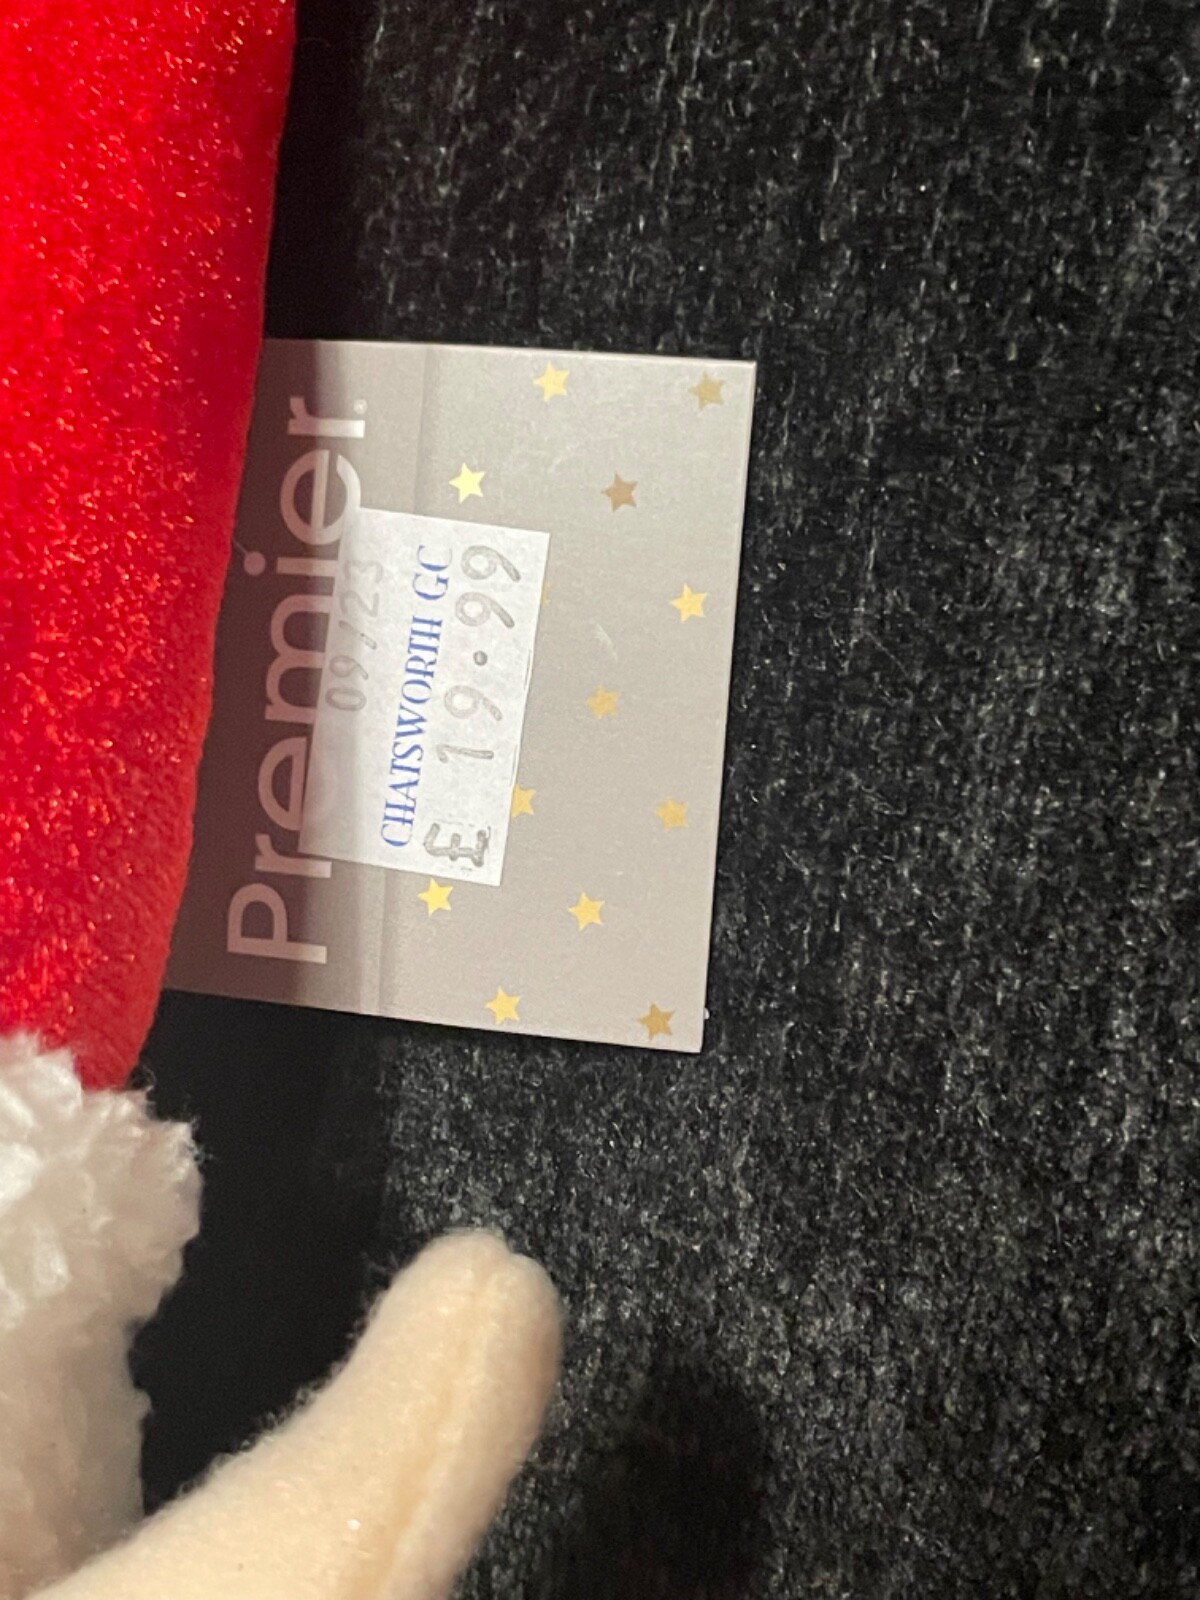 Premier®
09/23
CHATSWORTH GC
£ 19.99